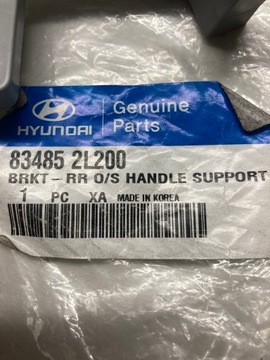 HYUNDAI
Genuine
Parts
83485 2L200
BRKT-RR O/S HANDLE SUPPORT
1 PC XA MADE IN KOREA